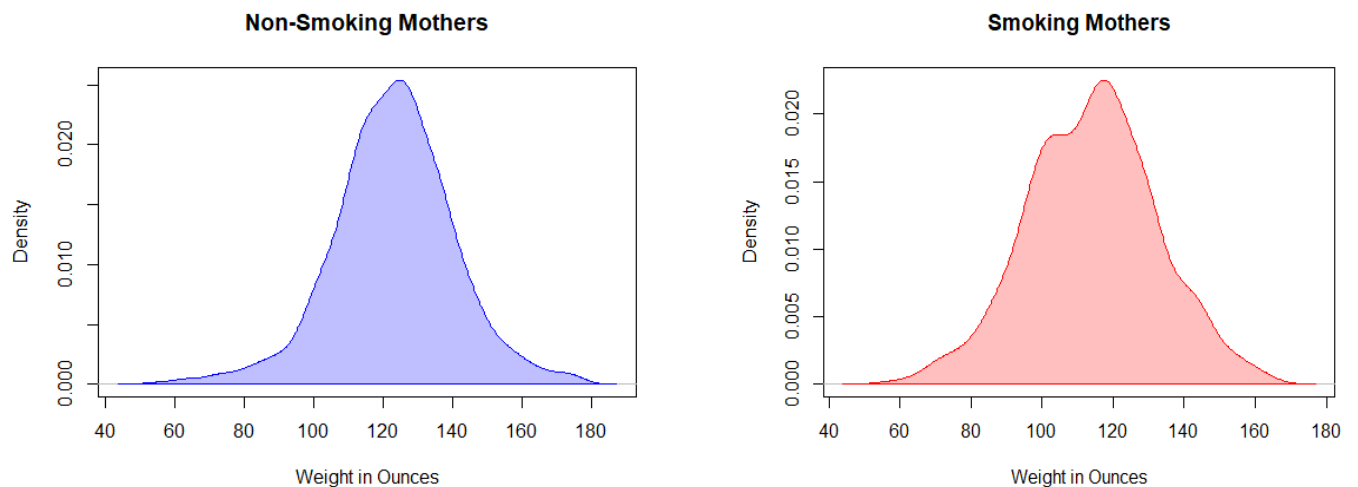 Non-Smoking Mothers
Density
0.000
0.010
0.020
40 60 80 100 120 140 160 180
Weight in Ounces
Smoking Mothers
Density
0.000
0.005
0.010
0.015
0.020
40 60 80 100 120 140 160 180
Weight in Ounces